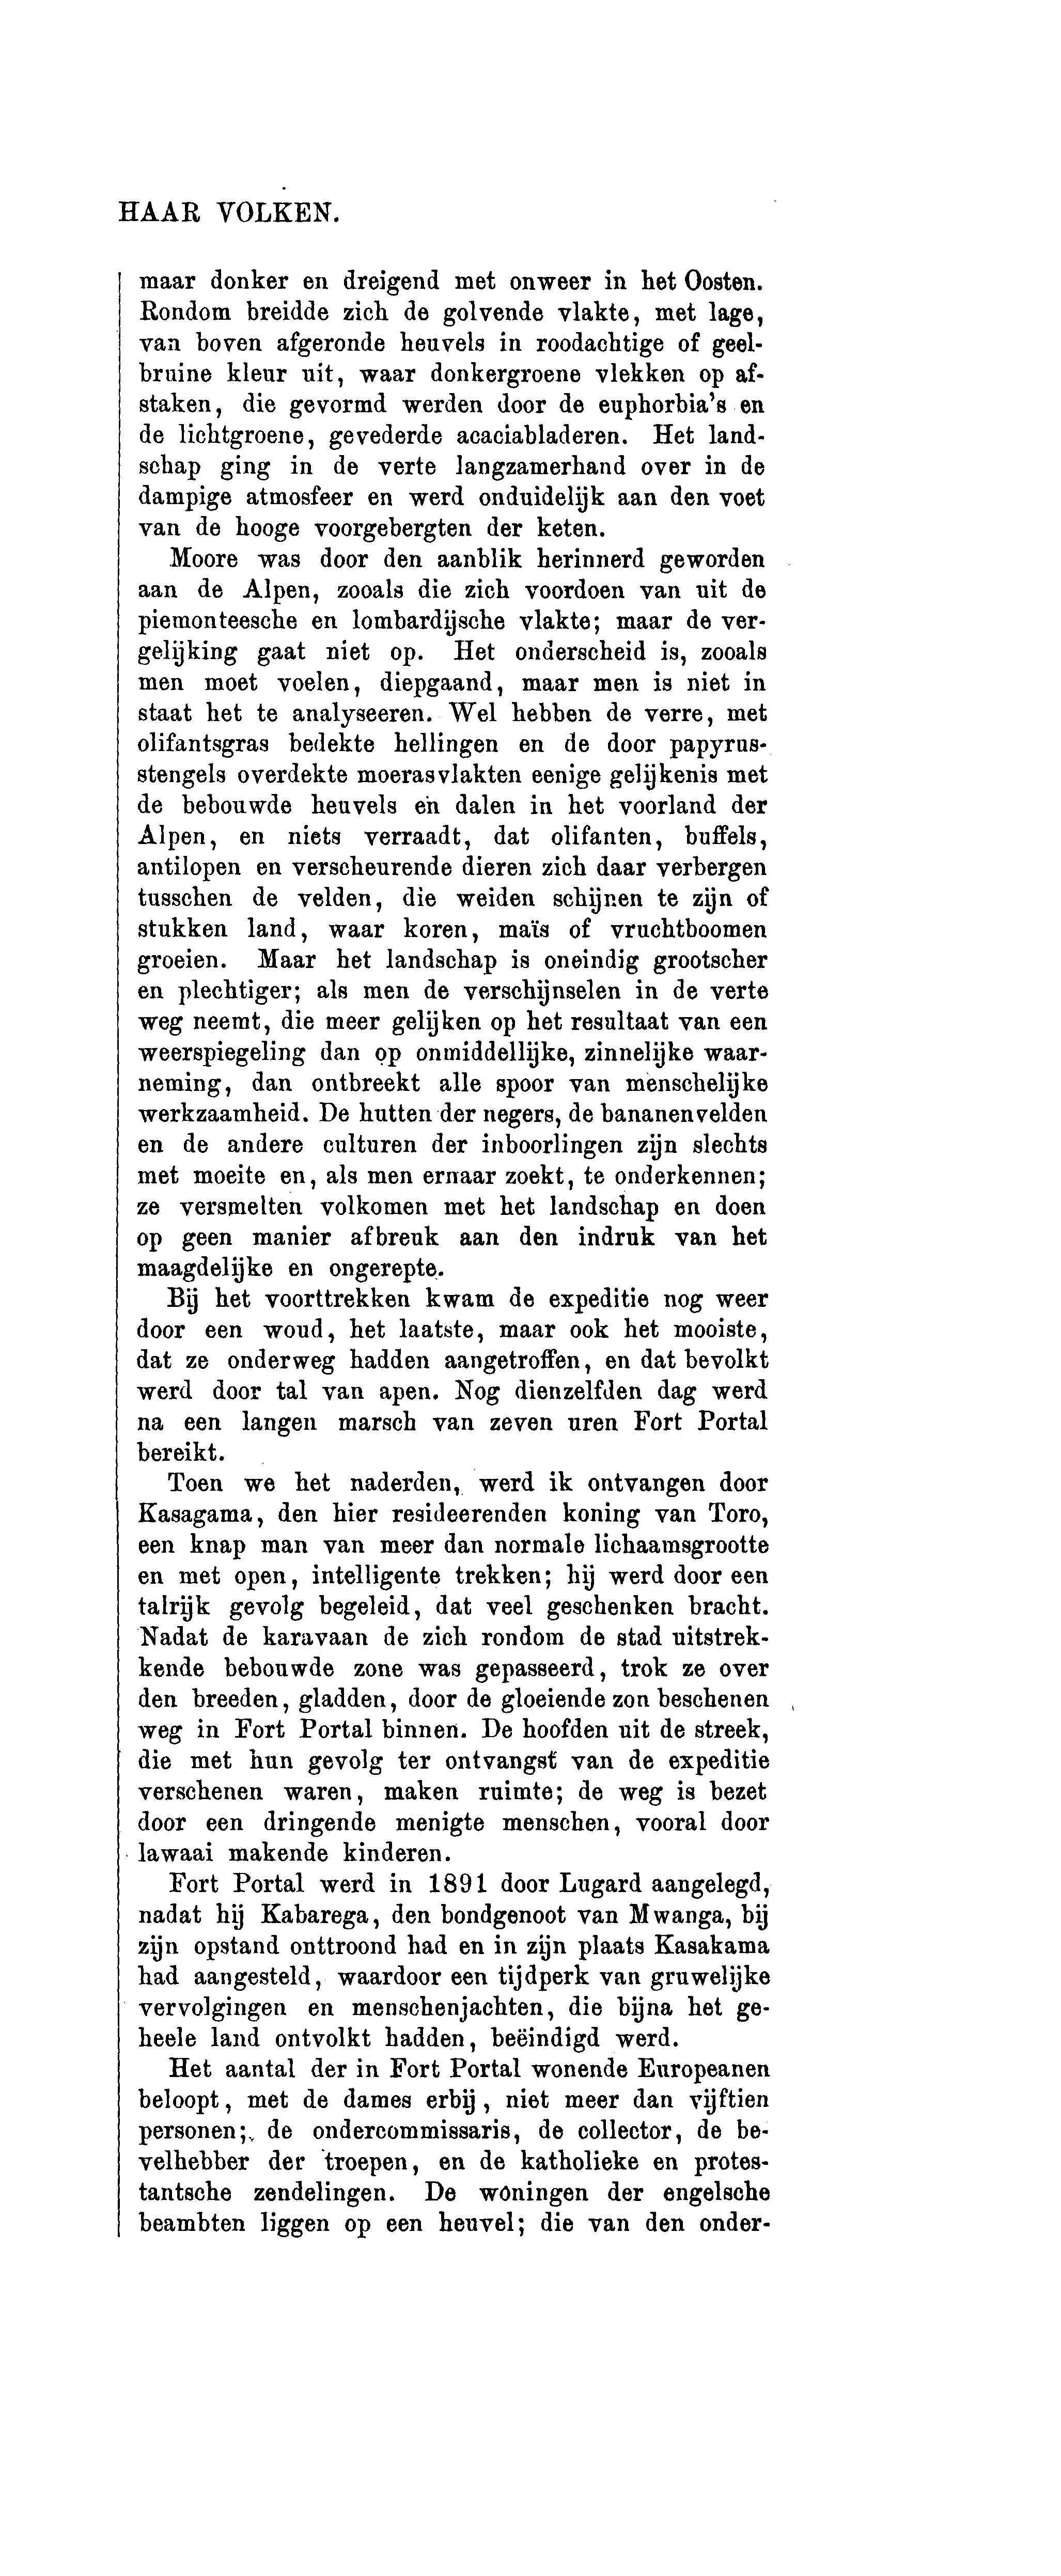 HAAR VOLKEN.
maar donker en dreigend met onweer in het Oosten.
Rondom breidde zich de golvende vlakte, met lage,
van boven afgeronde heuvels in roodachtige of geel-
bruine kleur uit, waar donkergroene vlekken op af-
staken, die gevormd werden door de euphorbia's en
de lichtgroene, gevederde acaciabladeren. Het land-
schap ging in de verte langzamerhand over in de
dampige atmosfeer en werd onduidelijk aan den voet
van de hooge voorgebergten der keten.
Moore was door den aanblik herinnerd geworden
aan de Alpen, zooals die zich voordoen van uit de
piemonteesche en lombardijsche vlakte; maar de ver-
gelijking gaat niet op. Het onderscheid is, zooals
men moet voelen, diepgaand, maar men is niet in
staat het te analyseeren. Wel hebben de verre, met
olifantsgras bedekte hellingen en de door papyrus-
stengels overdekte moerasvlakten eenige gelijkenis met
de bebouwde heuvels en dalen in het voorland der
Alpen, en niets verraadt, dat olifanten, buffels,
antilopen en verscheurende dieren zich daar verbergen
tusschen de velden, die weiden schijnen te zijn of
stukken land, waar koren, maïs of vruchtboomen
groeien. Maar het landschap is oneindig grootscher
en plechtiger; als men de verschijnselen in de verte
weg neemt, die meer gelijken op het resultaat van een
weerspiegeling dan op onmiddellijke, zinnelijke waar-
neming, dan ontbreekt alle spoor van menschelijke
werkzaamheid. De hutten der negers, de bananenvelden
en de andere culturen der inboorlingen zijn slechts
met moeite en, als men ernaar zoekt, te onderkennen;
ze versmelten volkomen met het landschap en doen
op geen manier afbreuk aan den indruk van het
maagdelijke en ongerepte.
Bij het voorttrekken kwam de expeditie nog weer
door een woud, het laatste, maar ook het mooiste,
dat ze onderweg hadden aangetroffen, en dat bevolkt
werd door tal van apen. Nog dienzelfden dag werd
na een langen marsch van zeven uren Fort Portal
bereikt.
Toen we het naderden, werd ik ontvangen door
Kasagama, den hier resideerenden koning van Toro,
een knap man van meer dan normale lichaamsgrootte
en met open, intelligente trekken; hij werd door een
talrijk gevolg begeleid, dat veel geschenken bracht.
Nadat de karavaan de zich rondom de stad uitstrek-
kende bebouwde zone was gepasseerd, trok ze over
den breeden, gladden, door de gloeiende zon beschenen
weg in Fort Portal binnen. De hoofden uit de streek,
die met hun gevolg ter ontvangst van de expeditie
verschenen waren, maken ruimte; de weg is bezet
door een dringende menigte menschen, vooral door
lawaai makende kinderen.
Fort Portal werd in 1891 door Lugard aangelegd,
nadat hij Kabarega, den bondgenoot van Mwanga, bij
zijn opstand onttroond had en in zijn plaats Kasakama
had aangesteld, waardoor een tijdperk van gruwelijke
vervolgingen en menschenjachten, die bijna het ge-
heele land ontvolkt hadden, beëindigd werd.
Het aantal der in Fort Portal wonende Europeanen
beloopt, met de dames erbij, niet meer dan vijftien
personen; de ondercommissaris, de collector, de be-
velhebber der troepen, en de katholieke en protes-
tantsche zendelingen. De woningen der engelsche
beambten liggen op een heuvel; die van den onder-